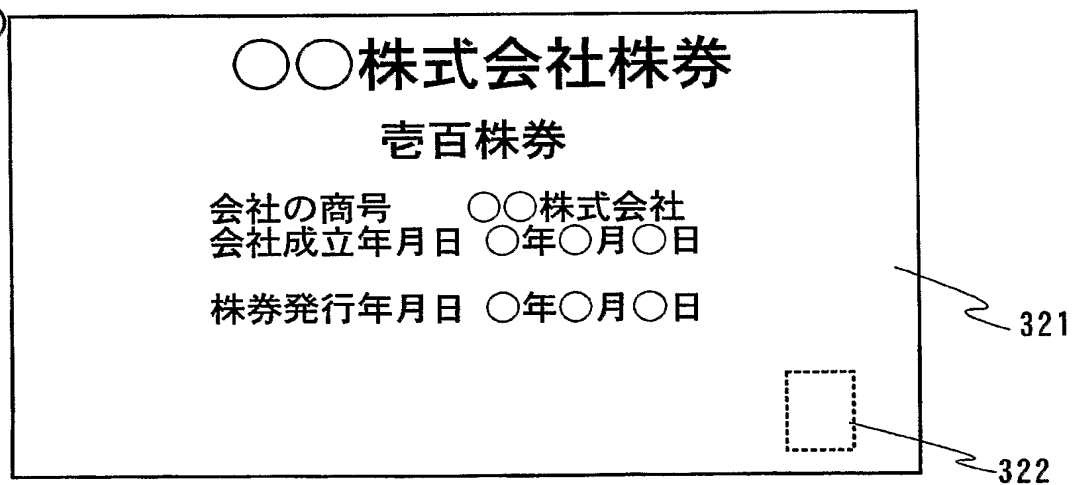 ○○株式会社株券
壱百株券
会社の商号 ○○株式会社
会社成立年月日 ○年○月○日
株券発行年月日 ○年○月○日
321
322